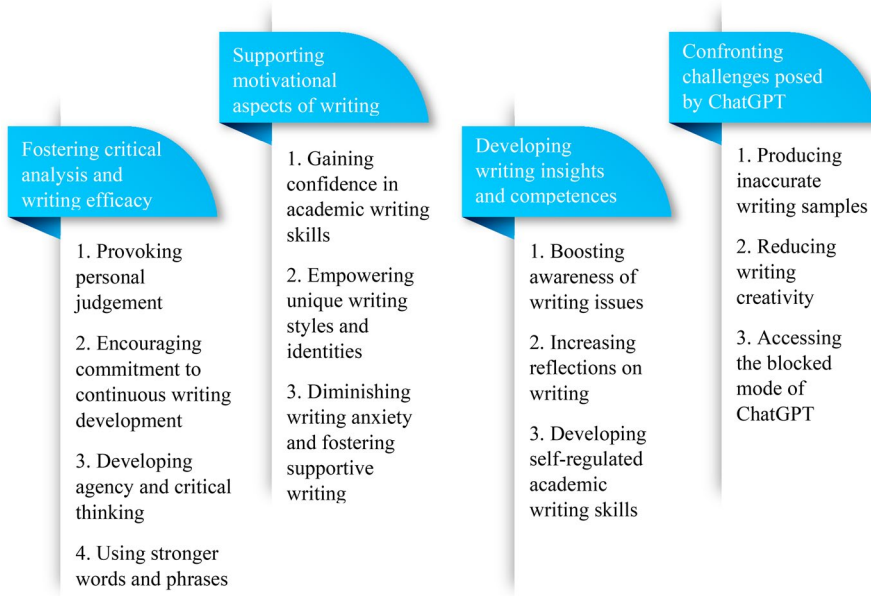 Fostering critical
analysis and
writing efficacy
1. Provoking
personal
judgement
2. Encouraging
commitment to
continuous writing
development
3. Developing
agency and critical
thinking
4. Using stronger
words and phrases
Supporting
motivational
aspects of writing
1. Gaining
confidence in
academic writing
skills
2. Empowering
unique writing
styles and
identities
3. Diminishing
writing anxiety
and fostering
supportive
writing
Developing
writing insights
and competences
1. Boosting
awareness of
writing issues
2. Increasing
reflections on
writing
3. Developing
self-regulated
academic
writing skills
Confronting
challenges posed
by ChatGPT
1. Producing
inaccurate
writing samples
2. Reducing
writing
creativity
3. Accessing
the blocked
mode of
ChatGPT